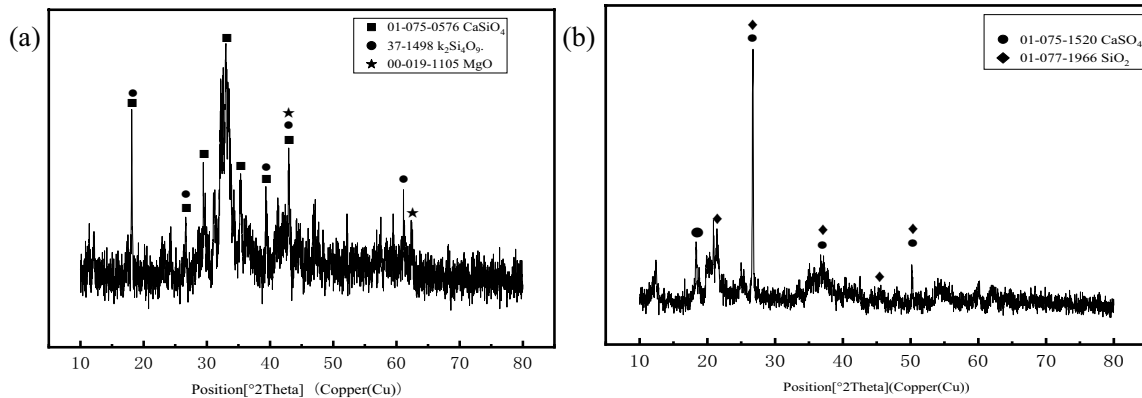 (a)
■ 01-075-0576 CaSiO₄
● 37-1498 k₂Si₄O₉.
★ 00-019-1105 MgO
10 20 30 40 50 60 70 80
Position[°2Theta] (Copper(Cu))
(b)
● 01-075-1520 CaSO₄
◆ 01-077-1966 SiO₂
10 20 30 40 50 60 70 80
Position[°2Theta](Copper(Cu))